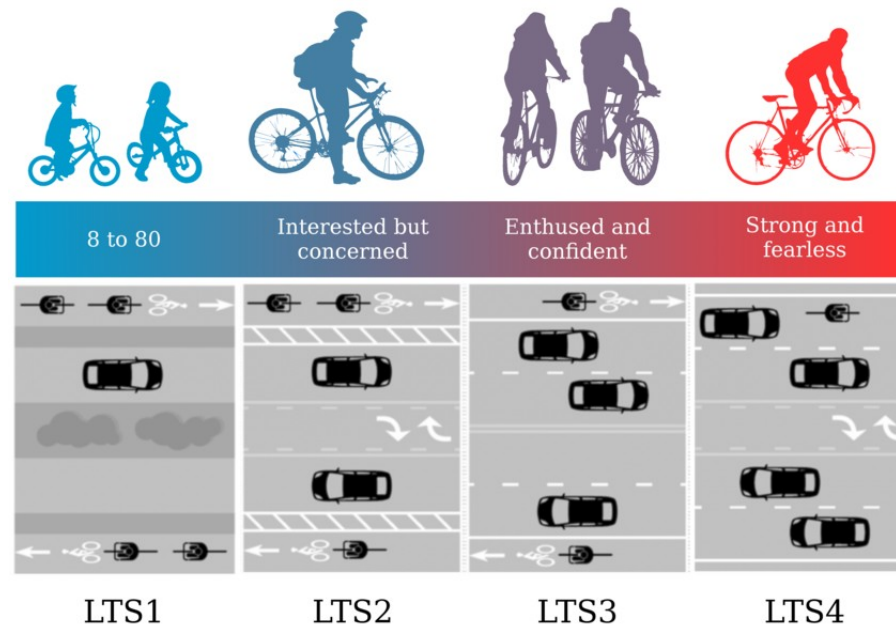 8 to 80
Interested but
concerned
Enthused and
confident
Strong and
fearless
LTS1
LTS2
LTS3
LTS4